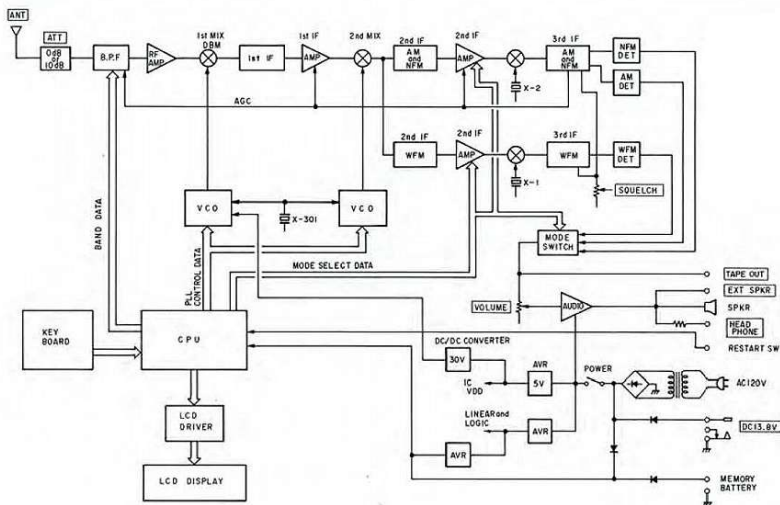 ANT
ATT
0dB
or
10dB
B.P.F
RF
AMP
1st MIX
DBM
1st IF
1st IF
AMP
2nd MIX
2nd IF
AM
and
NFM
2nd IF
AMP
X-2
3rd IF
AM
and
NFM
NFM
DET
AM
DET
AGC
2nd IF
WFM
2nd IF
AMP
X-1
3rd IF
WFM
WFM
DET
SQUELCH
BAND DATA
VCO
X-301
VCO
PLL
CONTROL DATA
MODE SELECT DATA
MODE
SWITCH
TAPE OUT
EXT SPKR
SPKR
HEAD
PHONE
RESTART SW
VOLUME
AUDIO
KEY
BOARD
CPU
DC/DC CONVERTER
30V
AVR
5V
POWER
AC120V
IC
VDD
LINEAR and
LOGIC
AVR
AVR
DC13.8V
MEMORY
BATTERY
LCD
DRIVER
LCD DISPLAY